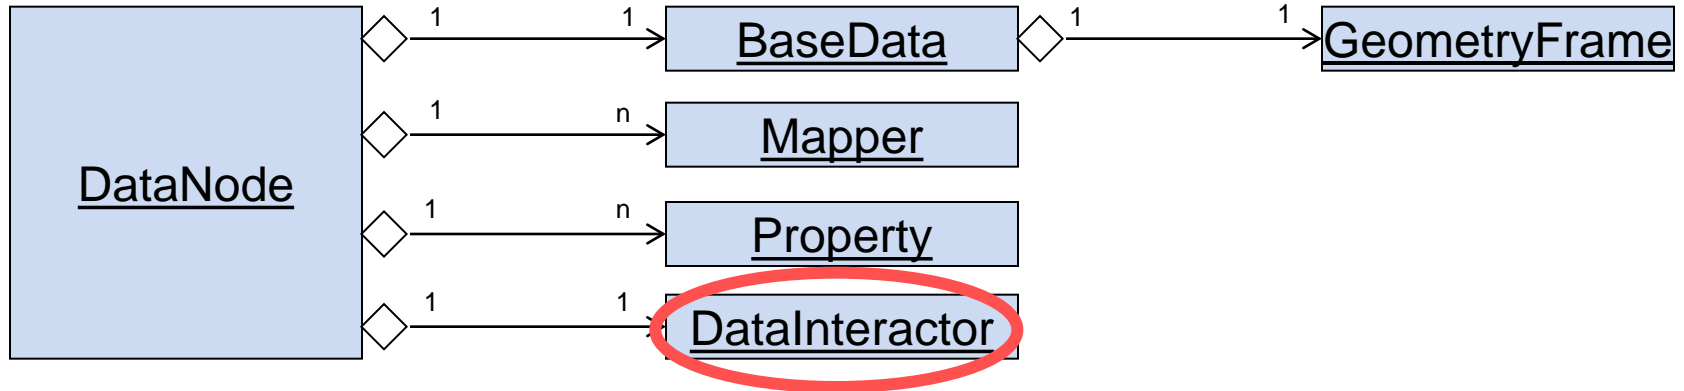 1 1 BaseData 1 1 GeometryFrame
1 n Mapper
DataNode
1 n Property
1 1 DataInteractor